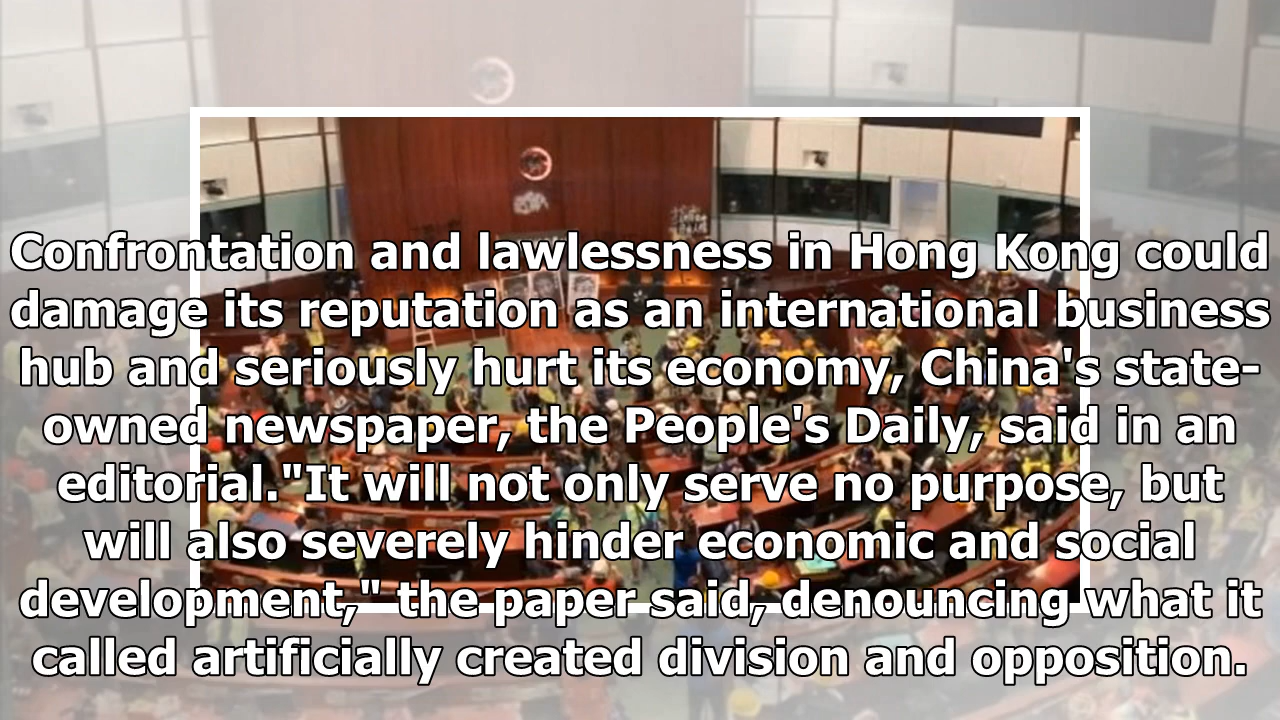 Confrontation and lawlessness in Hong Kong could
damage its reputation as an international business
hub and seriously hurt its economy, China's state-
owned newspaper, the People's Daily, said in an
editorial."It will not only serve no purpose, but
will also severely hinder economic and social
development," the paper said, denouncing what it
called artificially created division and opposition.